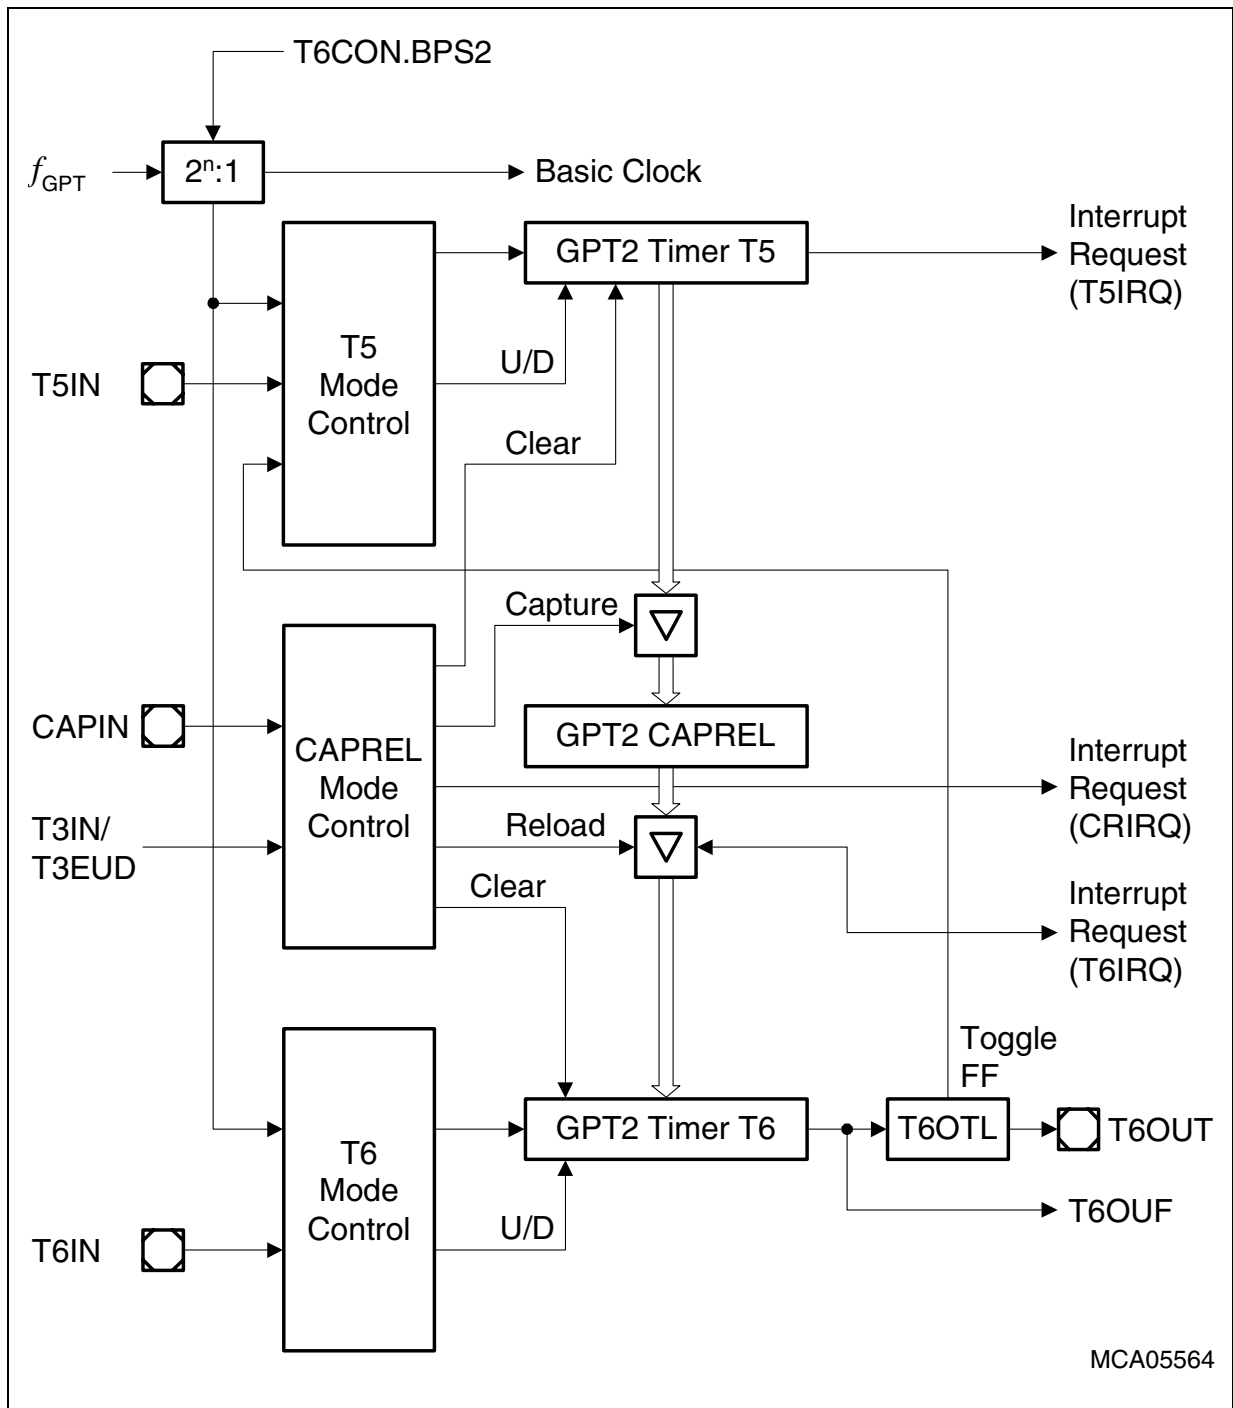 T6CON.BPS2
fGPT
2ⁿ:1
Basic Clock
Interrupt
Request
(T5IRQ)
GPT2 Timer T5
T5
Mode
Control
U/D
T5IN
Clear
Capture
CAPIN
GPT2 CAPREL
CAPREL
Mode
Control
Interrupt
Request
(CRIRQ)
T3IN/
T3EUD
Reload
Clear
Interrupt
Request
(T6IRQ)
Toggle
FF
GPT2 Timer T6
T6OTL
T6OUT
T6
Mode
Control
U/D
T6OUF
T6IN
MCA05564